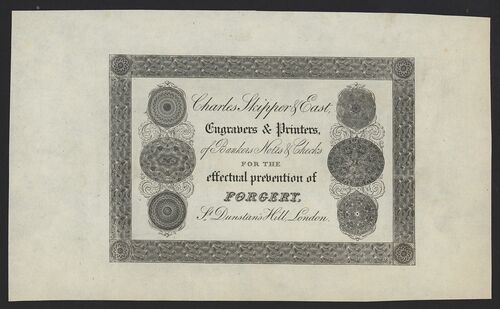 Charles Skipper & East,
Engravers & Printers,
of Bankers Notes & Checks
FOR THE
effectual prevention of
FORGERY.
St. Dunstan's Hill, London.